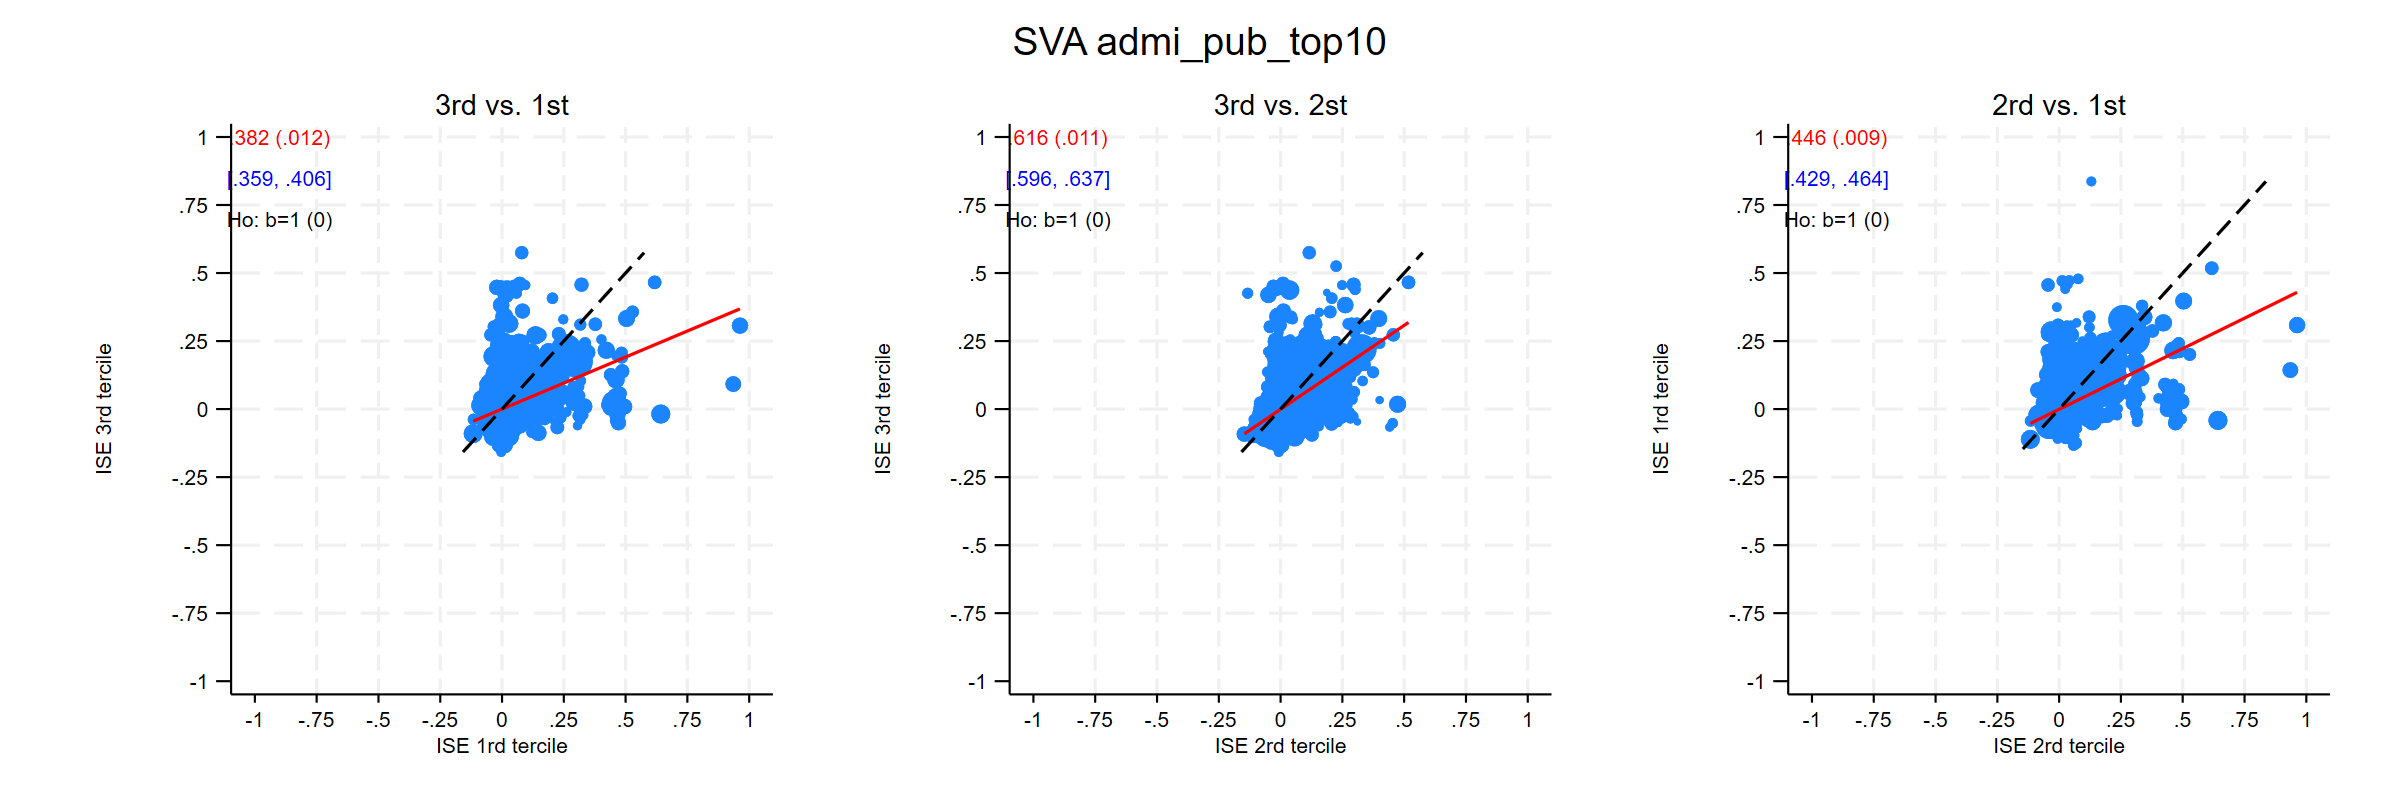 SVA admi_pub_top10
3rd vs. 1st
1
.75
.5
.25
0
-.25
-.5
-.75
-1
.382 (.012)
[.359, .406]
Ho: b=1 (0)
ISE 3rd tercile
-1 -.75 -.5 -.25 0 .25 .5 .75 1
ISE 1rd tercile
3rd vs. 2st
1
.75
.5
.25
0
-.25
-.5
-.75
-1
.616 (.011)
[.596, .637]
Ho: b=1 (0)
ISE 3rd tercile
-1 -.75 -.5 -.25 0 .25 .5 .75 1
ISE 2rd tercile
2rd vs. 1st
1
.75
.5
.25
0
-.25
-.5
-.75
-1
.446 (.009)
[.429, .464]
Ho: b=1 (0)
ISE 1rd tercile
-1 -.75 -.5 -.25 0 .25 .5 .75 1
ISE 2rd tercile